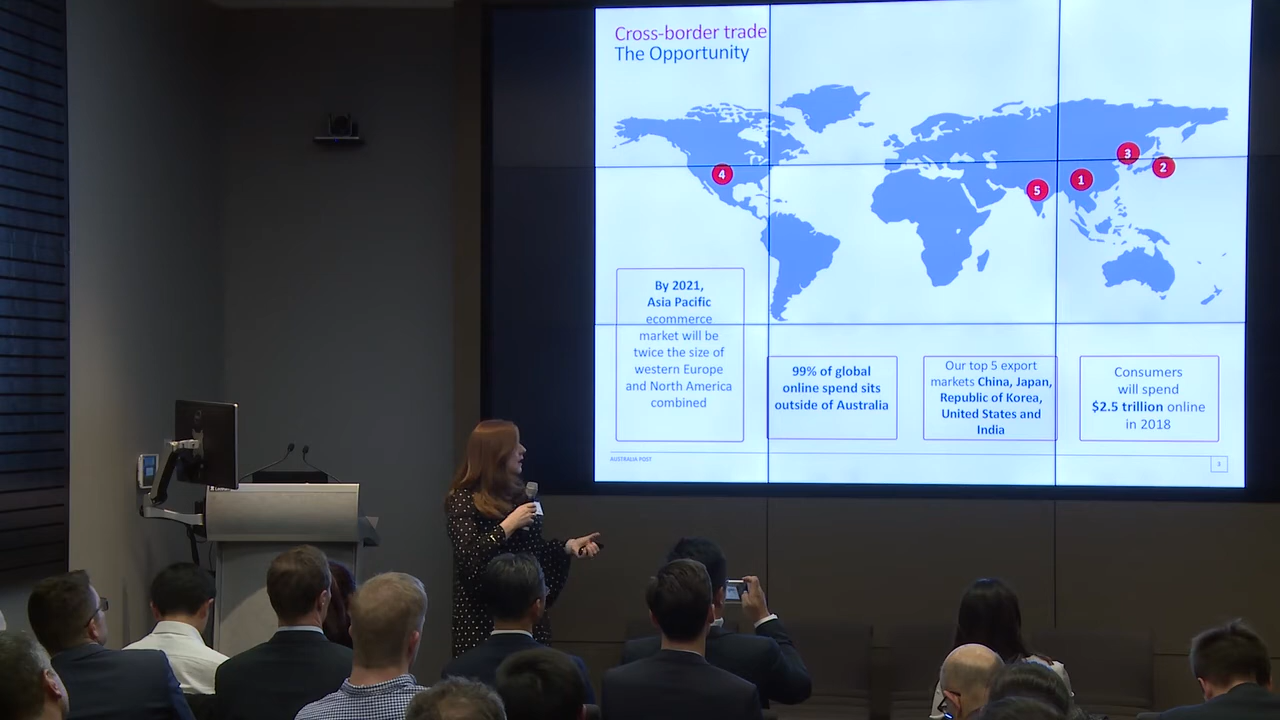 Cross-border trade
The Opportunity
4
3
2
1
5
By 2021,
Asia Pacific
ecommerce
market will be
twice the size of
western Europe
and North America
combined
99% of global
online spend sits
outside of Australia
Our top 5 export
markets China, Japan,
Republic of Korea,
United States and
India
Consumers
will spend
$2.5 trillion online
in 2018
AUSTRALIA POST
3